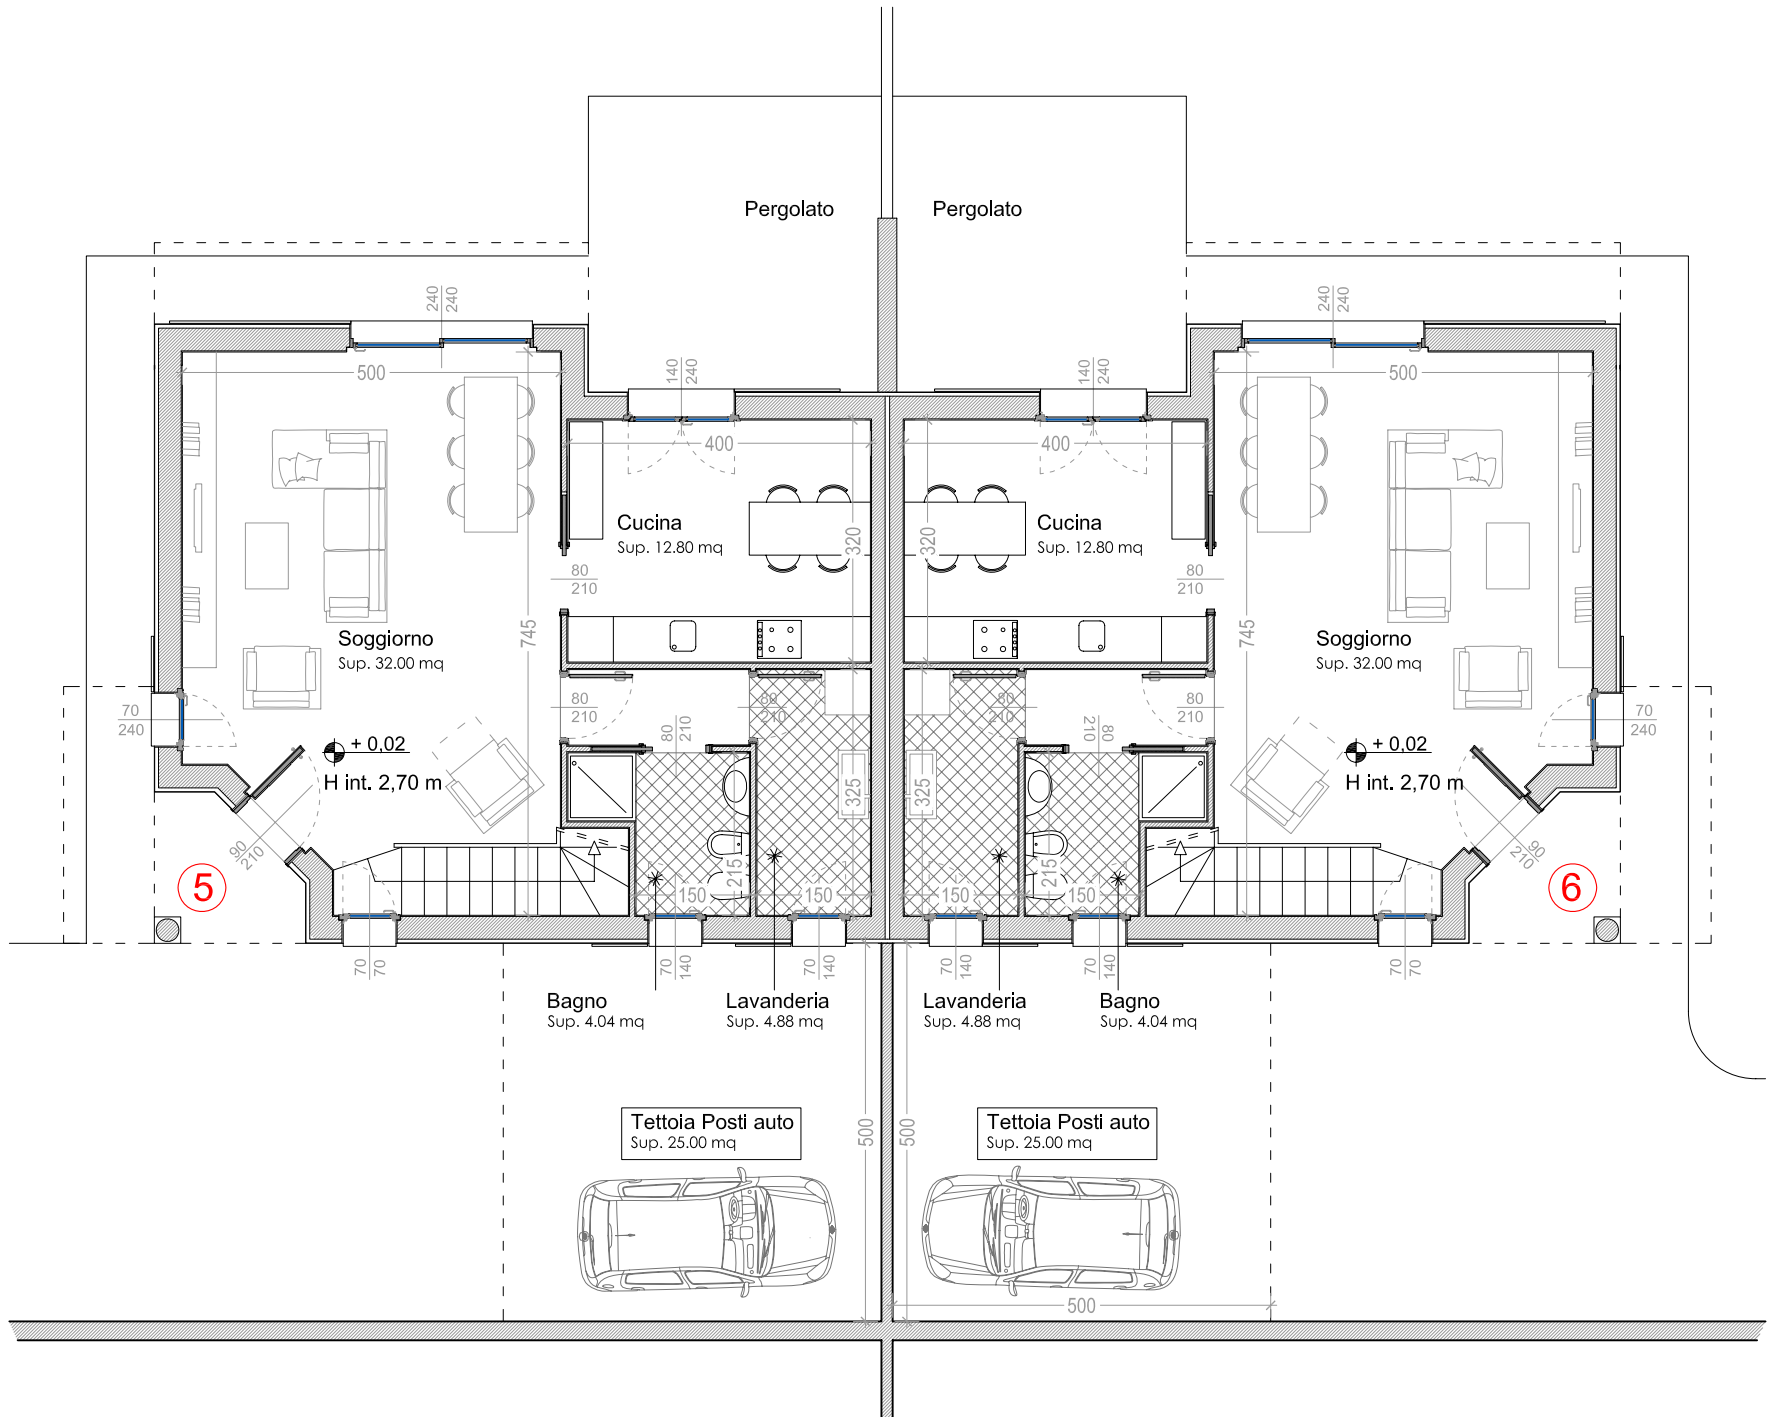 Pergolato
Pergolato
240
240
240
240
500
500
140
240
140
240
400
400
Cucina
Sup. 12.80 mq
Cucina
Sup. 12.80 mq
320
320
80
210
80
210
745
745
Soggiorno
Sup. 32.00 mq
Soggiorno
Sup. 32.00 mq
70
240
70
240
80
210
80
210
80
210
80
210
80
210
80
210
+ 0,02
H int. 2,70 m
+ 0,02
H int. 2,70 m
325
325
90
210
90
210
5
6
215
215
150
150
150
150
70
70
70
140
70
140
70
140
70
140
70
70
Bagno
Sup. 4.04 mq
Lavanderia
Sup. 4.88 mq
Lavanderia
Sup. 4.88 mq
Bagno
Sup. 4.04 mq
Tettoia Posti auto
Sup. 25.00 mq
Tettoia Posti auto
Sup. 25.00 mq
500
500
500